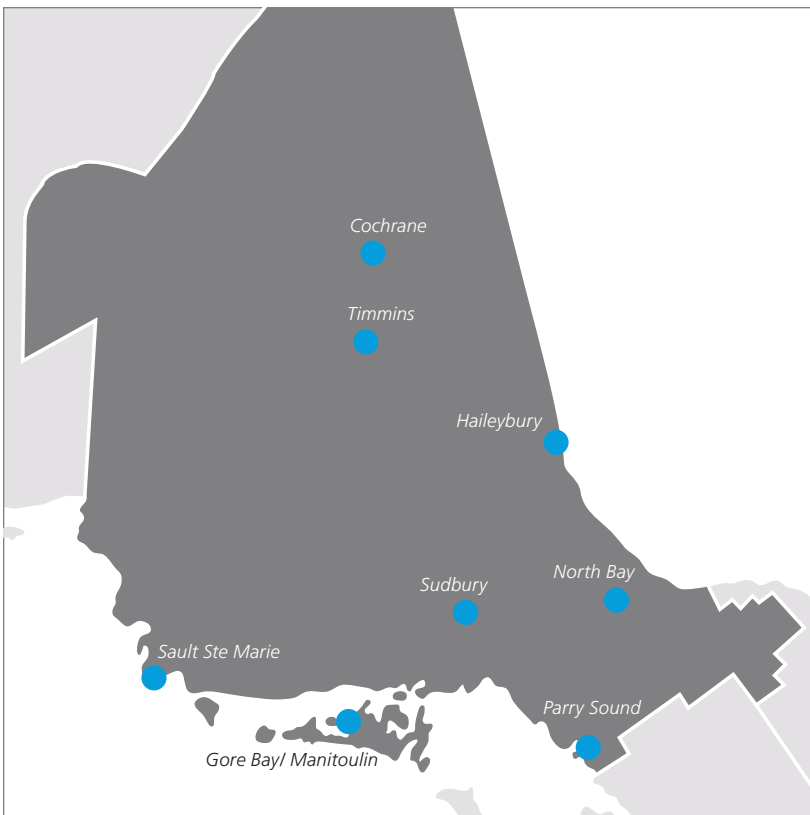 Cochrane
Timmins
Haileybury
North Bay
Sudbury
Sault Ste Marie
Parry Sound
Gore Bay/ Manitoulin